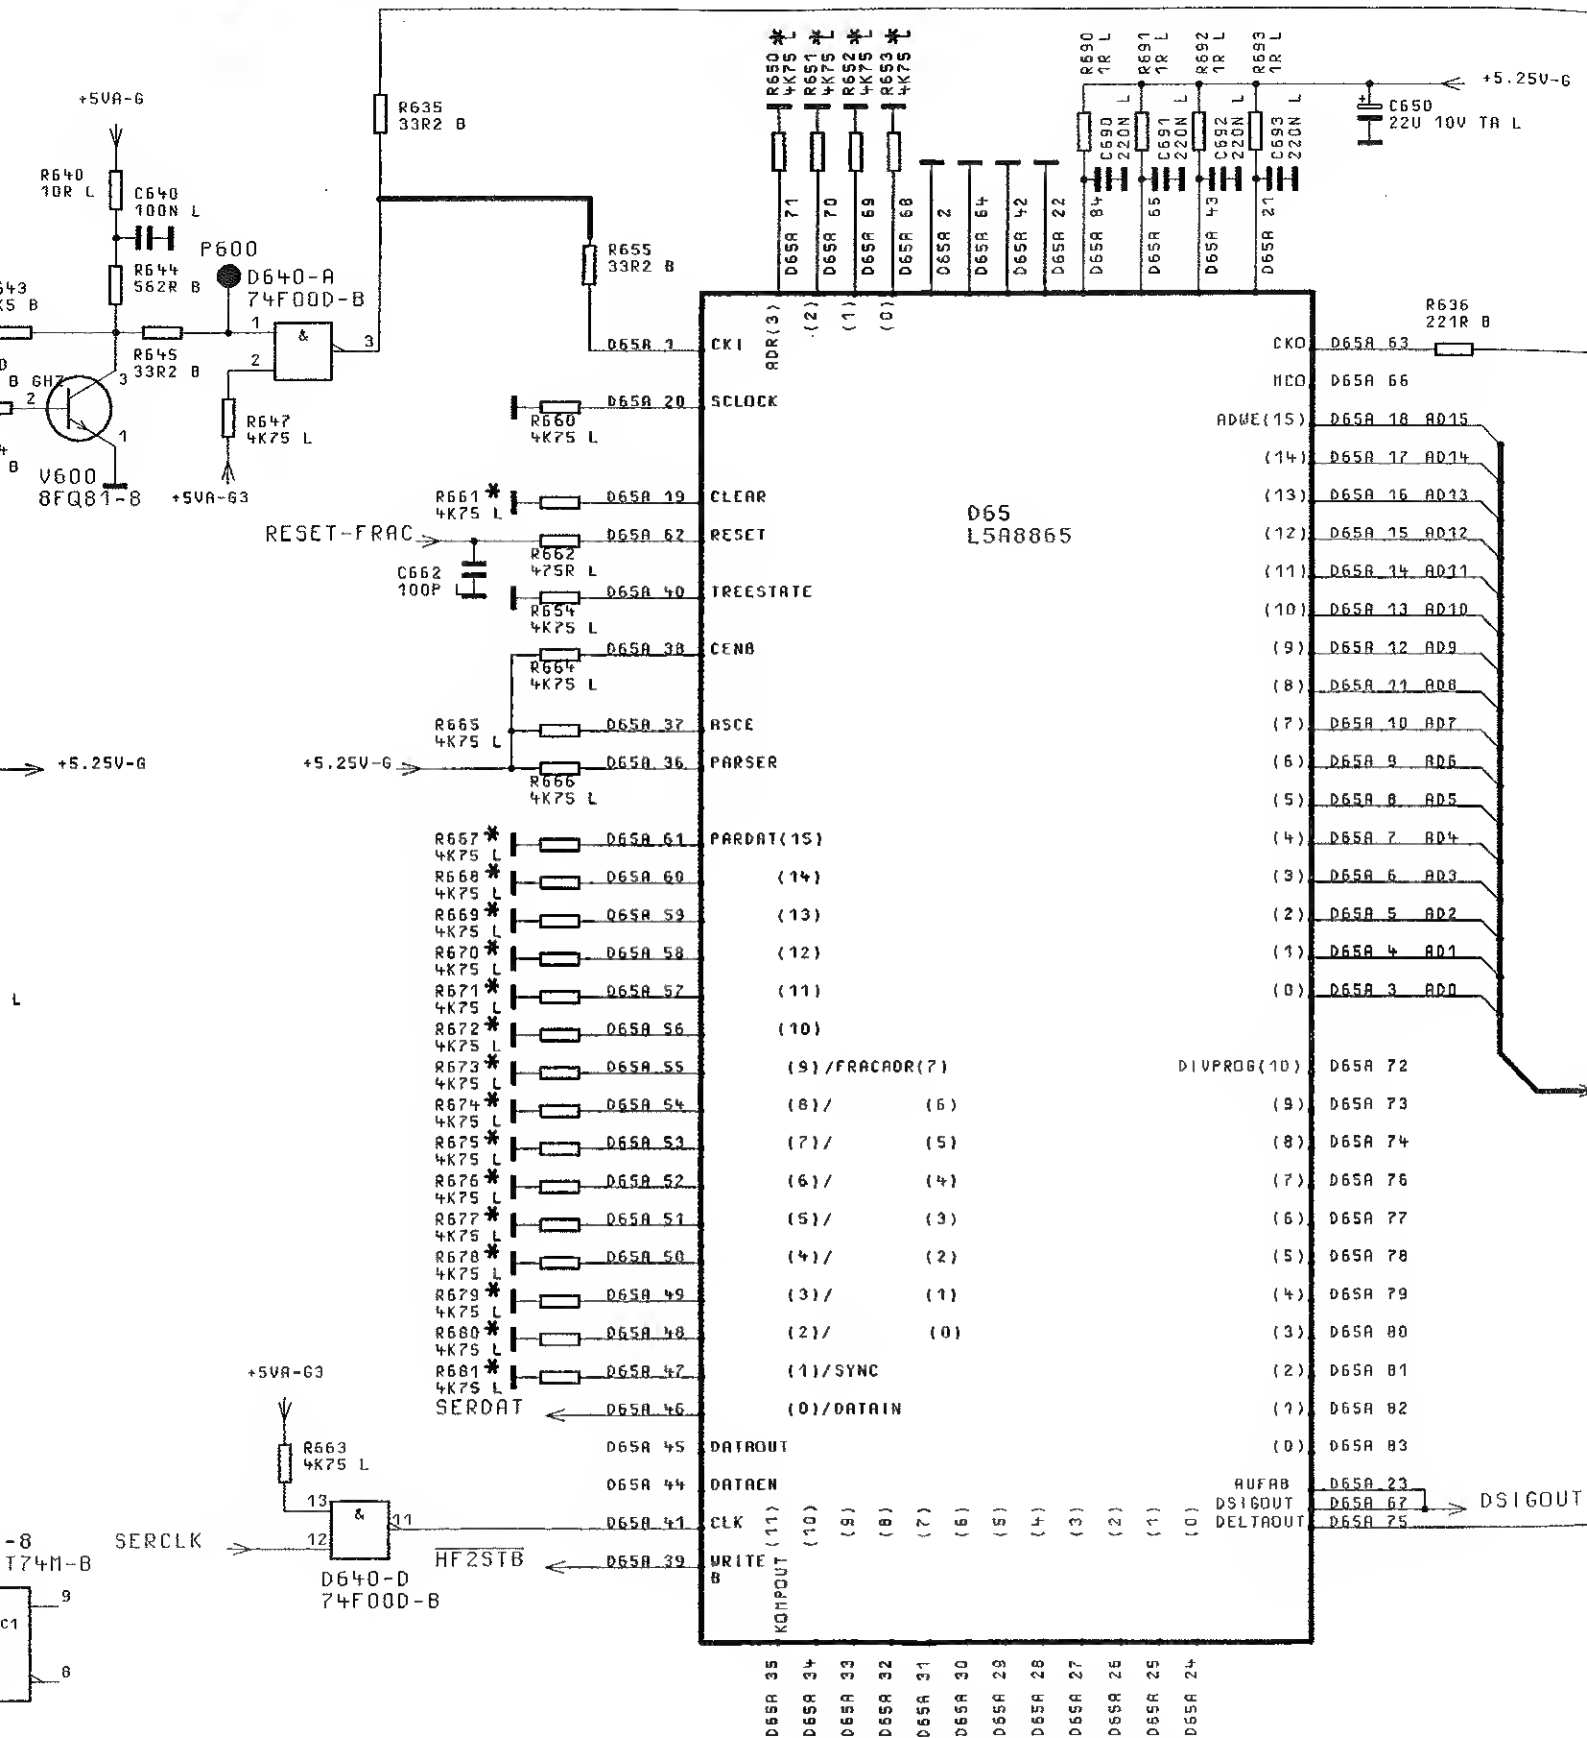 R650*
4K75 L
R651*
4K75 L
R652*
4K75 L
R653*
4K75 L
R690
1R L
R691
1R L
R692
1R L
R693
1R L
+5.25V-G
C650
22U 10V TA L
+5VA-G
R635
33R2 B
C690
220N L
C691
220N L
C692
220N L
C693
220N L
R640
10R L
C640
100N L
D65A 71
D65A 70
D65A 69
D65A 68
D65A 2
D65A 64
D65A 42
D65A 22
D65A 84
D65A 65
D65A 43
D65A 21
P600
R655
33R2 B
R644
562R B
D640-A
74F00D-B
643
K5 B
1
&
3
2
R645
33R2 B
ADR(3)
(2)
(1)
(0)
R636
221R B
D65A 1
CKI
CKO
D65A 63
B GHZ
2
3
1
MCO
D65A 66
R647
4K75 L
D65A 20
SCLOCK
R660
4K75 L
ADWE(15)
D65A 18 AD15
B
V600
BFQ81-8
+5VA-G3
(14)
D65A 17 AD14
R661*
4K75 L
D65A 19
CLEAR
(13)
D65A 16 AD13
D65
LSA8865
RESET-FRAC
D65A 62
RESET
R662
475R L
(12)
D65A 15 AD12
C662
100P L
(11)
D65A 14 AD11
D65A 40
TREESTATE
R654
4K75 L
(10)
D65A 13 AD10
D65A 38
CENB
R664
4K75 L
(9)
D65A 12 AD9
(8)
D65A 11 AD8
R665
4K75 L
D65A 37
ASCE
(7)
D65A 10 AD7
+5.25V-G
+5.25V-G
D65A 36
PARSER
R666
4K75 L
(6)
D65A 9 AD6
(5)
D65A 8 AD5
R667*
4K75 L
D65A 61
PARDAT(15)
(4)
D65A 7 AD4
R668*
4K75 L
D65A 60
(14)
(3)
D65A 6 AD3
R669*
4K75 L
D65A 59
(13)
(2)
D65A 5 AD2
R670*
4K75 L
D65A 58
(12)
(1)
D65A 4 AD1
L
R671*
4K75 L
D65A 57
(11)
(0)
D65A 3 AD0
R672*
4K75 L
D65A 56
(10)
R673*
4K75 L
D65A 55
(9)/FRACADR(7)
DIVPROG(10)
D65A 72
R674*
4K75 L
D65A 54
(8)/ (6)
(9)
D65A 73
R675*
4K75 L
D65A 53
(7)/ (5)
(8)
D65A 74
R676*
4K75 L
D65A 52
(6)/ (4)
(7)
D65A 76
R677*
4K75 L
D65A 51
(5)/ (3)
(6)
D65A 77
R678*
4K75 L
D65A 50
(4)/ (2)
(5)
D65A 78
R679*
4K75 L
D65A 49
(3)/ (1)
(4)
D65A 79
R680*
4K75 L
D65A 48
(2)/ (0)
(3)
D65A 80
R681*
4K75 L
D65A 47
(1)/SYNC
(2)
D65A 81
+5VA-G3
SERDAT
D65A 46
(0)/DATAIN
(1)
D65A 82
R663
4K75 L
D65A 45
DATAOUT
(0)
D65A 83
D65A 44
DATAEN
AUFAB
D65A 23
DSIGOUT
D65A 67
DSIGOUT
DELTAOUT
D65A 75
13
&
11
12
SERCLK
D65A 41
CLK
HF2STB
D65A 39
WRITE
B
KOMPOUT (11)
(10)
(9)
(8)
(7)
(6)
(5)
(4)
(3)
(2)
(1)
(0)
D640-D
74F00D-B
-8
T74M-B
9
C1
8
D65A 35
D65A 34
D65A 33
D65A 32
D65A 31
D65A 30
D65A 29
D65A 28
D65A 27
D65A 26
D65A 25
D65A 24